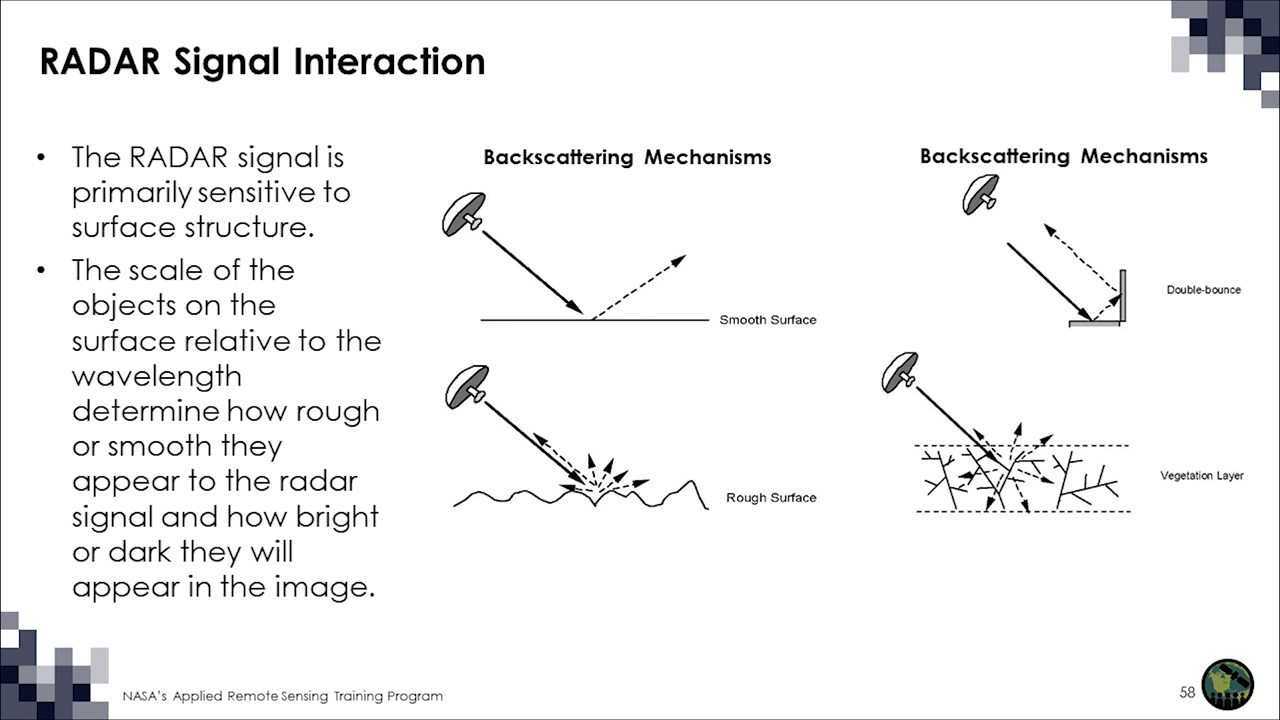 RADAR Signal Interaction
• The RADAR signal is
primarily sensitive to
surface structure.
• The scale of the
objects on the
surface relative to the
wavelength
determine how rough
or smooth they
appear to the radar
signal and how bright
or dark they will
appear in the image.
Backscattering Mechanisms
Smooth Surface
Rough Surface
Backscattering Mechanisms
Double-bounce
Vegetation Layer
NASA's Applied Remote Sensing Training Program
58